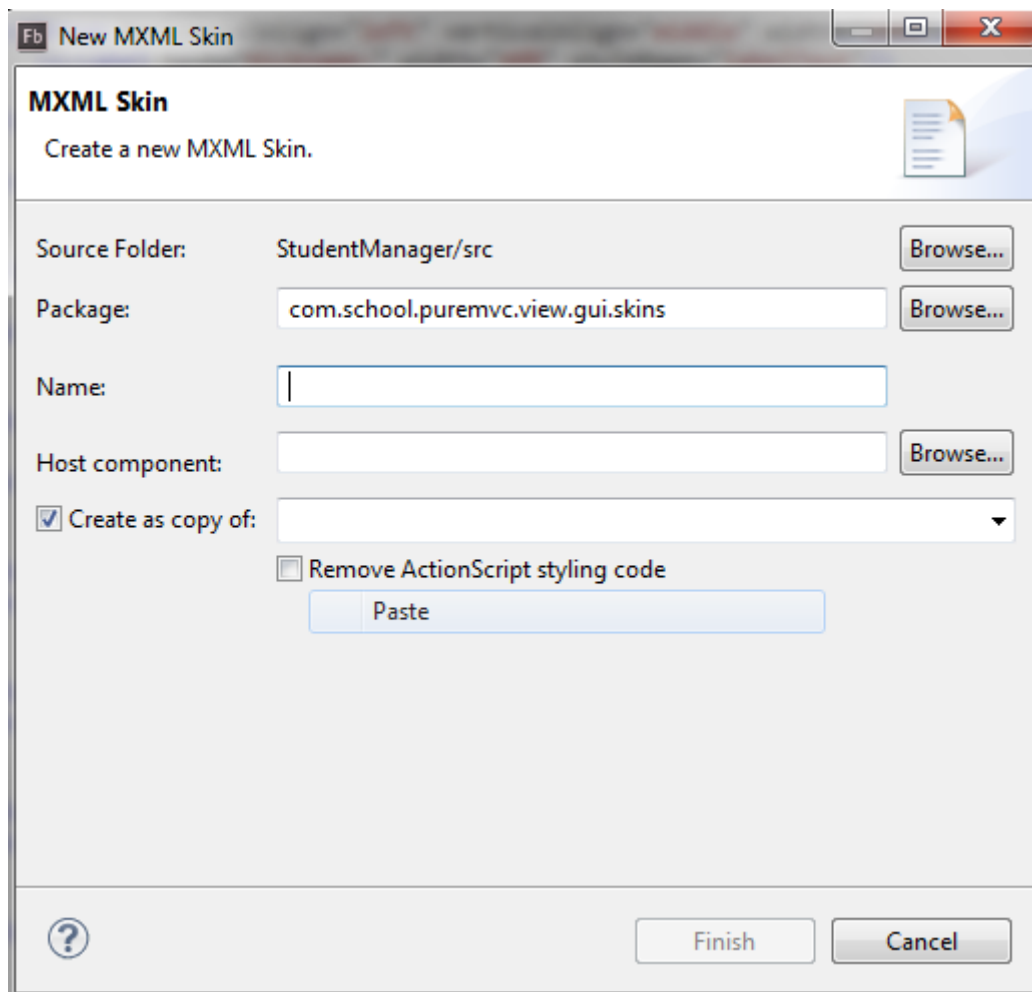 Fb New MXML Skin
MXML Skin
Create a new MXML Skin.
Source Folder: StudentManager/src Browse...
Package: com.school.puremvc.view.gui.skins Browse...
Name:
Host component: Browse...
Create as copy of:
Remove ActionScript styling code
Paste
? Finish Cancel